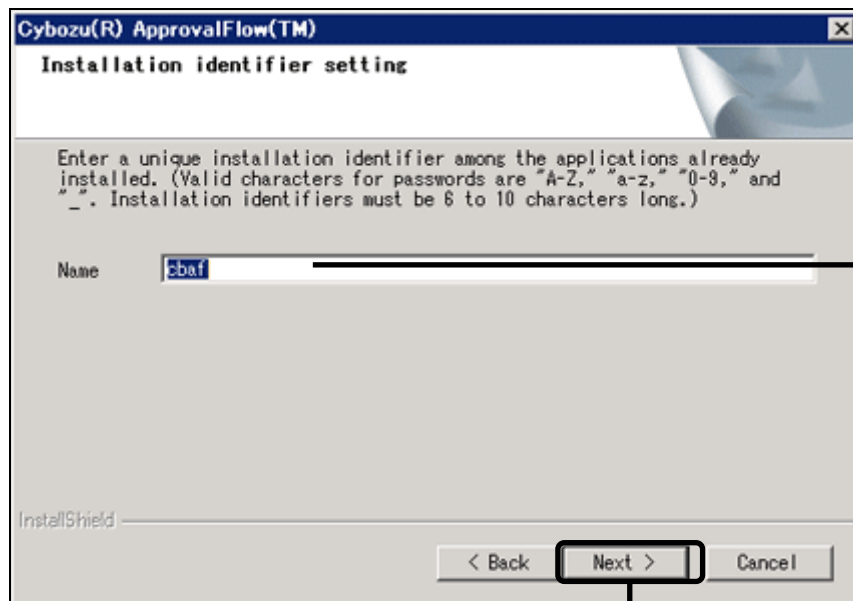 Cybozu(R) ApprovalFlow(TM)
Installation identifier setting
Enter a unique installation identifier among the applications already
installed. (Valid characters for passwords are "A-Z," "a-z," "0-9," and
"_". Installation identifiers must be 6 to 10 characters long.)
Name cbaf
InstallShield
< Back Next > Cancel